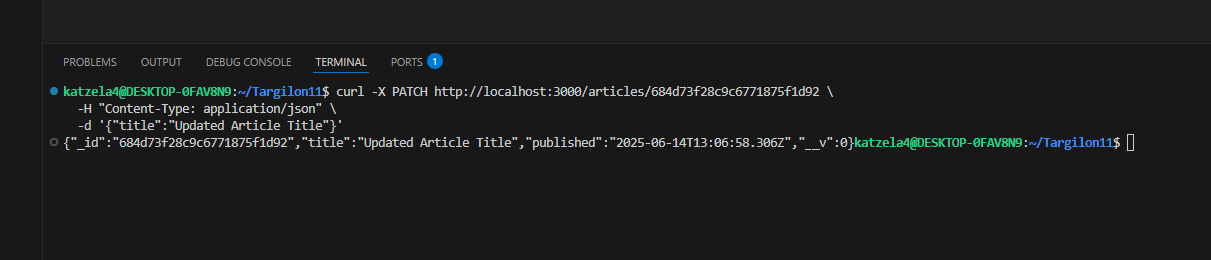 PROBLEMS OUTPUT DEBUG CONSOLE TERMINAL PORTS 1
katzela4@DESKTOP-0FAV8N9:~/Targilon11$ curl -X PATCH http://localhost:3000/articles/684d73f28c9c6771875f1d92 \
-H "Content-Type: application/json" \
-d '{"title":"Updated Article Title"}'
{"_id":"684d73f28c9c6771875f1d92","title":"Updated Article Title","published":"2025-06-14T13:06:58.306Z","__v":0}katzela4@DESKTOP-0FAV8N9:~/Targilon11$